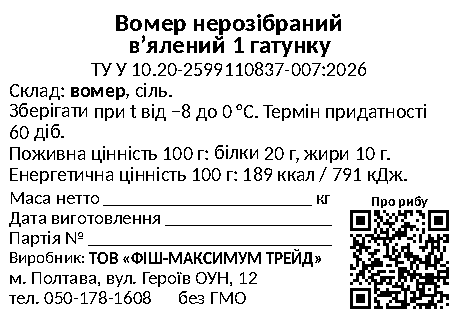 Вомер нерозібраний
в’ялений 1 ґатунку
ТУ У 10.20-2599110837-007:2026
Склад: вомер, сіль.
Зберігати при t від −8 до 0 °С. Термін придатності
60 діб.
Поживна цінність 100 г: білки 20 г, жири 10 г.
Енергетична цінність 100 г: 189 ккал / 791 кДж.
Маса нетто ____________________ кг
Дата виготовлення ________________
Партія № _______________________
Про рибу
Виробник: ТОВ «ФІШ-МАКСИМУМ ТРЕЙД»
м. Полтава, вул. Героїв ОУН, 12
тел. 050-178-1608 без ГМО